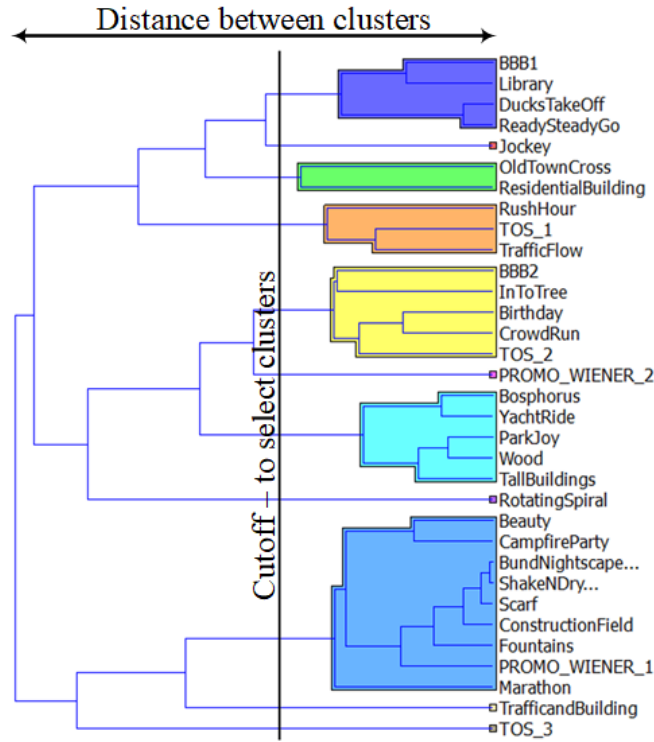 Distance between clusters
BBB1
Library
DucksTakeOff
ReadySteadyGo
Jockey
OldTownCross
ResidentialBuilding
RushHour
TOS_1
TrafficFlow
BBB2
InToTree
Birthday
CrowdRun
TOS_2
PROMO_WIENER_2
Bosphorus
YachtRide
ParkJoy
Wood
TallBuildings
RotatingSpiral
Beauty
CampfireParty
BundNightscape...
ShakeNDry...
Scarf
ConstructionField
Fountains
PROMO_WIENER_1
Marathon
TrafficandBuilding
TOS_3
Cutoff – to select clusters